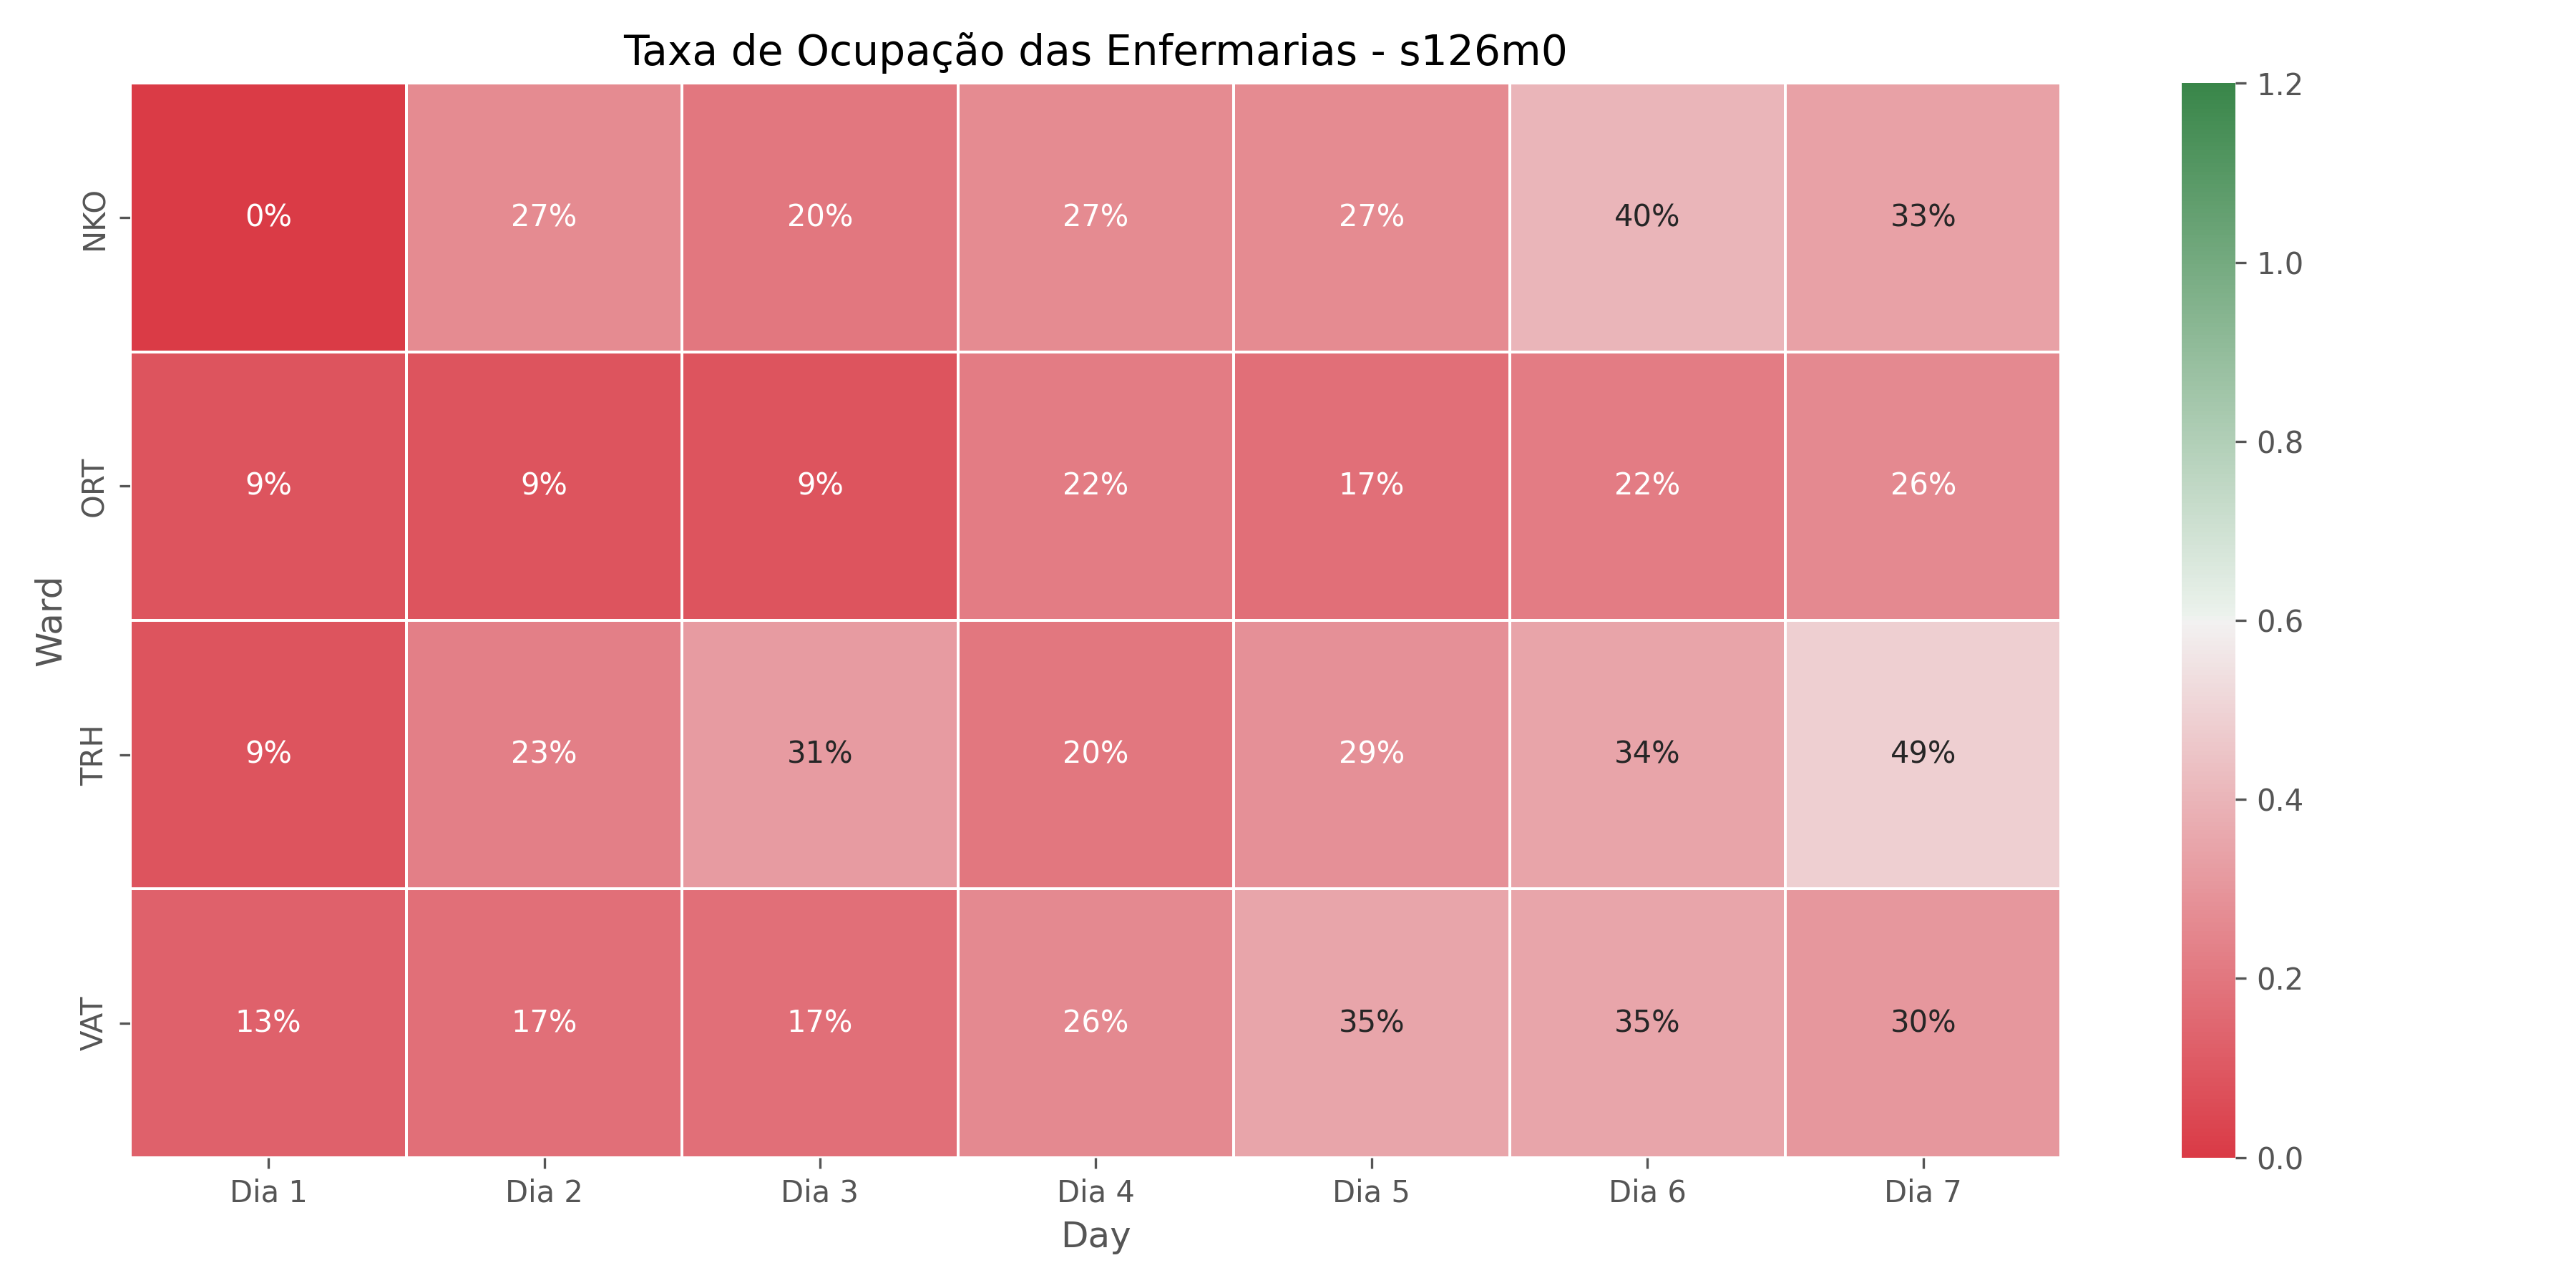 Taxa de Ocupação das Enfermarias - s126m0
Ward
NKO
0% 27% 20% 27% 27% 40% 33%
ORT
9% 9% 9% 22% 17% 22% 26%
TRH
9% 23% 31% 20% 29% 34% 49%
VAT
13% 17% 17% 26% 35% 35% 30%
Dia 1 Dia 2 Dia 3 Dia 4 Dia 5 Dia 6 Dia 7
Day
1.2
1.0
0.8
0.6
0.4
0.2
0.0